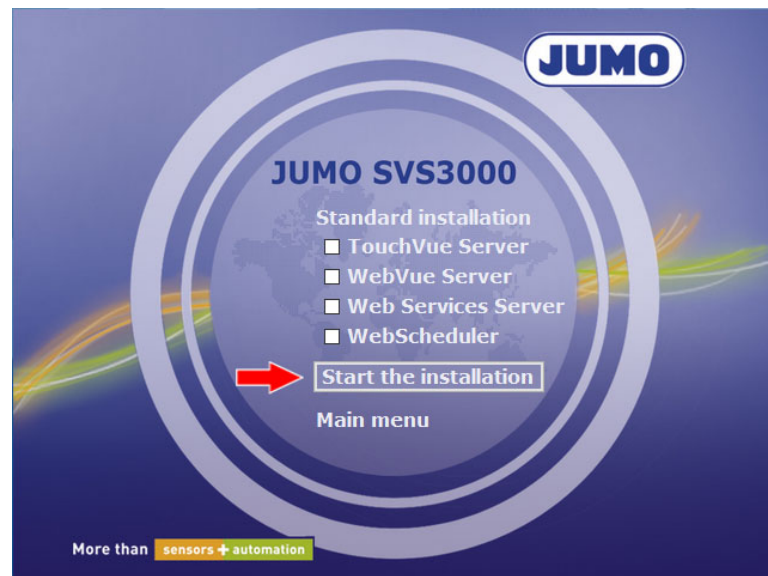 JUMO
JUMO SVS3000
Standard installation
TouchVue Server
WebVue Server
Web Services Server
WebScheduler
Start the installation
Main menu
More than sensors + automation